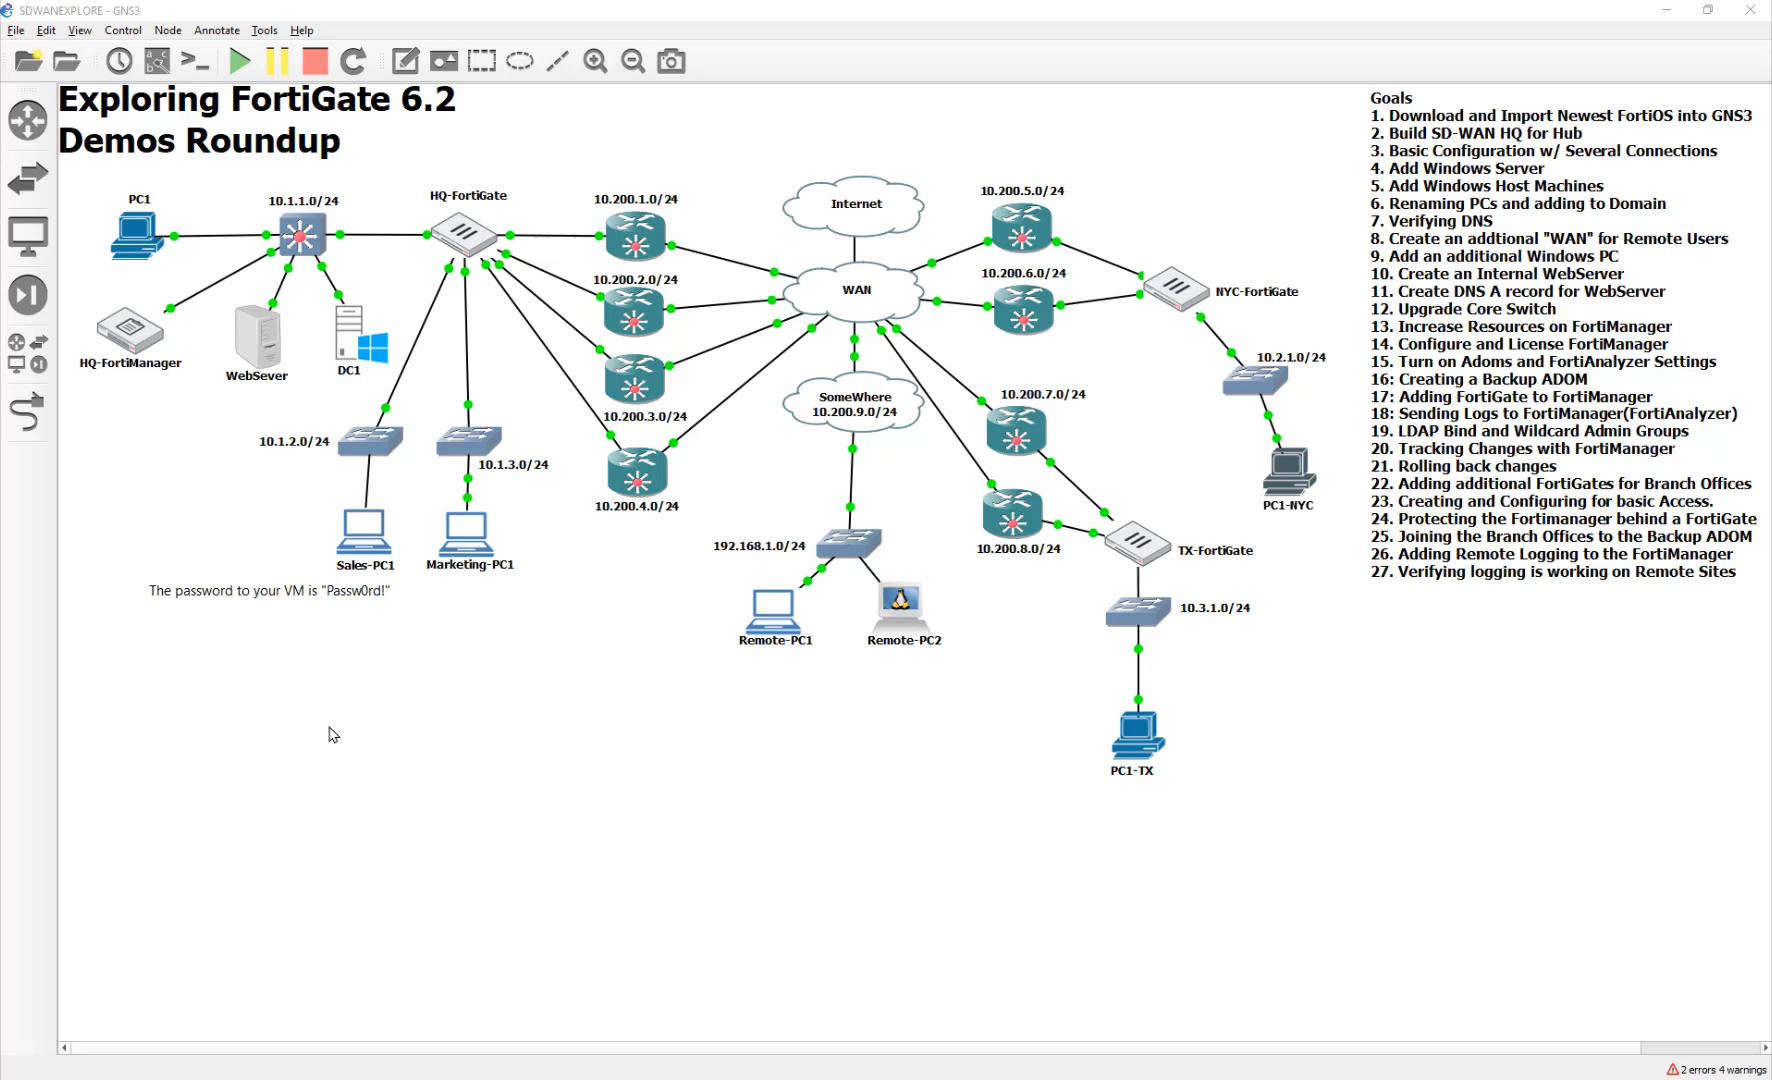 SDWANEXPLORE - GNS3
File Edit View Control Node Annotate Tools Help
Exploring FortiGate 6.2
Demos Roundup
PC1
10.1.1.0/24
HQ-FortiGate
10.200.1.0/24
Internet
10.200.5.0/24
10.200.2.0/24
WAN
10.200.6.0/24
NYC-FortiGate
HQ-FortiManager
WebSever
DC1
10.2.1.0/24
10.200.3.0/24
SomeWhere
10.200.9.0/24
10.200.7.0/24
10.1.2.0/24
10.1.3.0/24
10.200.4.0/24
PC1-NYC
192.168.1.0/24
10.200.8.0/24
TX-FortiGate
Sales-PC1
Marketing-PC1
The password to your VM is "Passw0rd!"
10.3.1.0/24
Remote-PC1
Remote-PC2
PC1-TX
Goals
1. Download and Import Newest FortiOS into GNS3
2. Build SD-WAN HQ for Hub
3. Basic Configuration w/ Several Connections
4. Add Windows Server
5. Add Windows Host Machines
6. Renaming PCs and adding to Domain
7. Verifying DNS
8. Create an addtional "WAN" for Remote Users
9. Add an additional Windows PC
10. Create an Internal WebServer
11. Create DNS A record for WebServer
12. Upgrade Core Switch
13. Increase Resources on FortiManager
14. Configure and License FortiManager
15. Turn on Adoms and FortiAnalyzer Settings
16: Creating a Backup ADOM
17: Adding FortiGate to FortiManager
18: Sending Logs to FortiManager(FortiAnalyzer)
19. LDAP Bind and Wildcard Admin Groups
20. Tracking Changes with FortiManager
21. Rolling back changes
22. Adding additional FortiGates for Branch Offices
23. Creating and Configuring for basic Access.
24. Protecting the Fortimanager behind a FortiGate
25. Joining the Branch Offices to the Backup ADOM
26. Adding Remote Logging to the FortiManager
27. Verifying logging is working on Remote Sites
2 errors 4 warnings